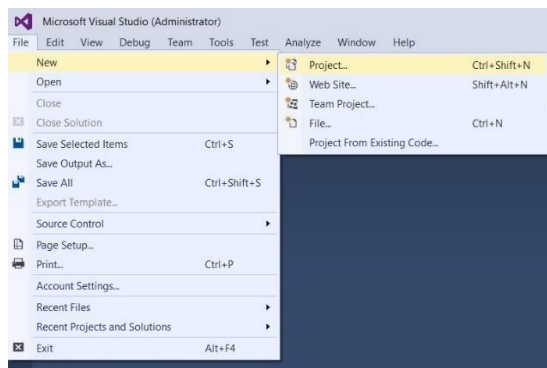 Microsoft Visual Studio (Administrator)
File Edit View Debug Team Tools Test Analyze Window Help
New
Open
Close
Close Solution
Save Selected Items Ctrl+S
Save Output As...
Save All Ctrl+Shift+S
Export Template...
Source Control
Page Setup...
Print... Ctrl+P
Account Settings...
Recent Files
Recent Projects and Solutions
Exit Alt+F4
Project... Ctrl+Shift+N
Web Site... Shift+Alt+N
Team Project...
File... Ctrl+N
Project From Existing Code...